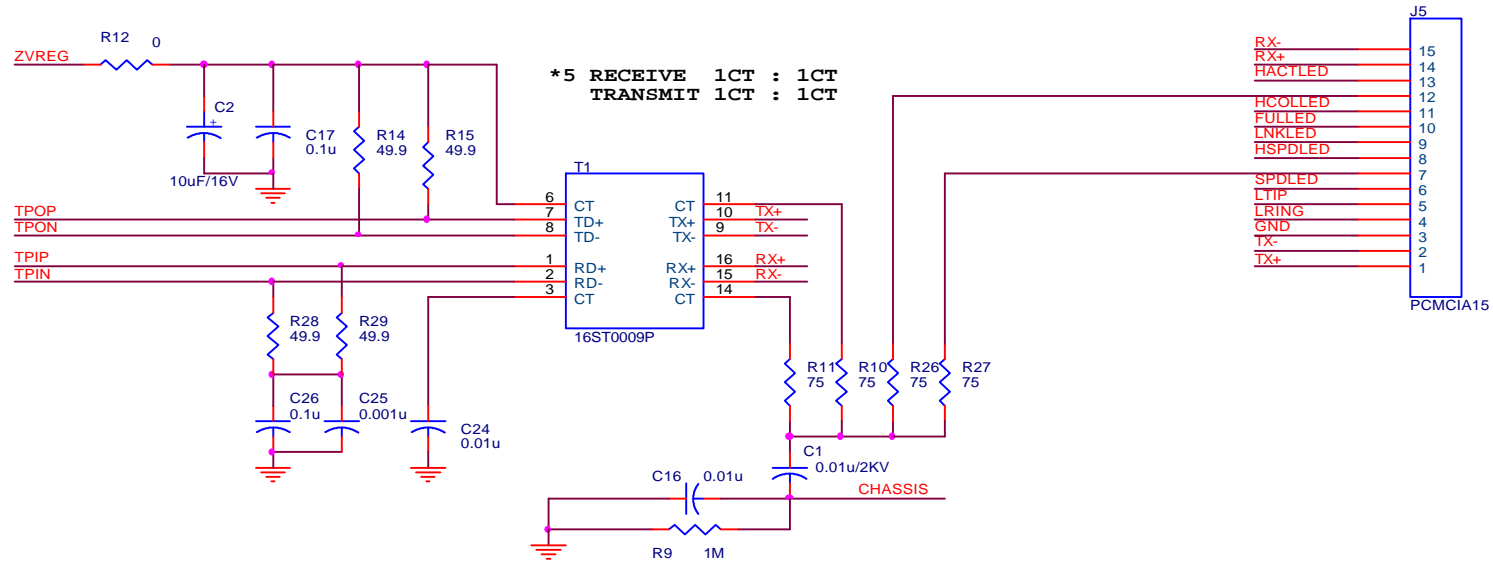 J5
R12 0
ZVREG
*5 RECEIVE 1CT : 1CT
TRANSMIT 1CT : 1CT
C2
+
10uF/16V
C17
0.1u
R14
49.9
R15
49.9
TPOP
TPON
TPIP
TPIN
T1
6 CT CT 11
7 TD+ TX+ 10 TX+
8 TD- TX- 9 TX-
1 RD+ RX+ 16 RX+
2 RD- RX- 15 RX-
3 CT CT 14
16ST0009P
RX- 15
RX+ 14
HACTLED 13
12
HCOLLED 11
FULLED 10
LNKLED 9
HSPDLED 8
7
SPDLED 6
LTIP 5
LRING 4
GND 3
TX- 2
TX+ 1
PCMCIA15
R28
49.9
R29
49.9
C26
0.1u
C25
0.001u
C24
0.01u
R11
75
R10
75
R26
75
R27
75
C1
0.01u/2KV
C16 0.01u
CHASSIS
R9 1M